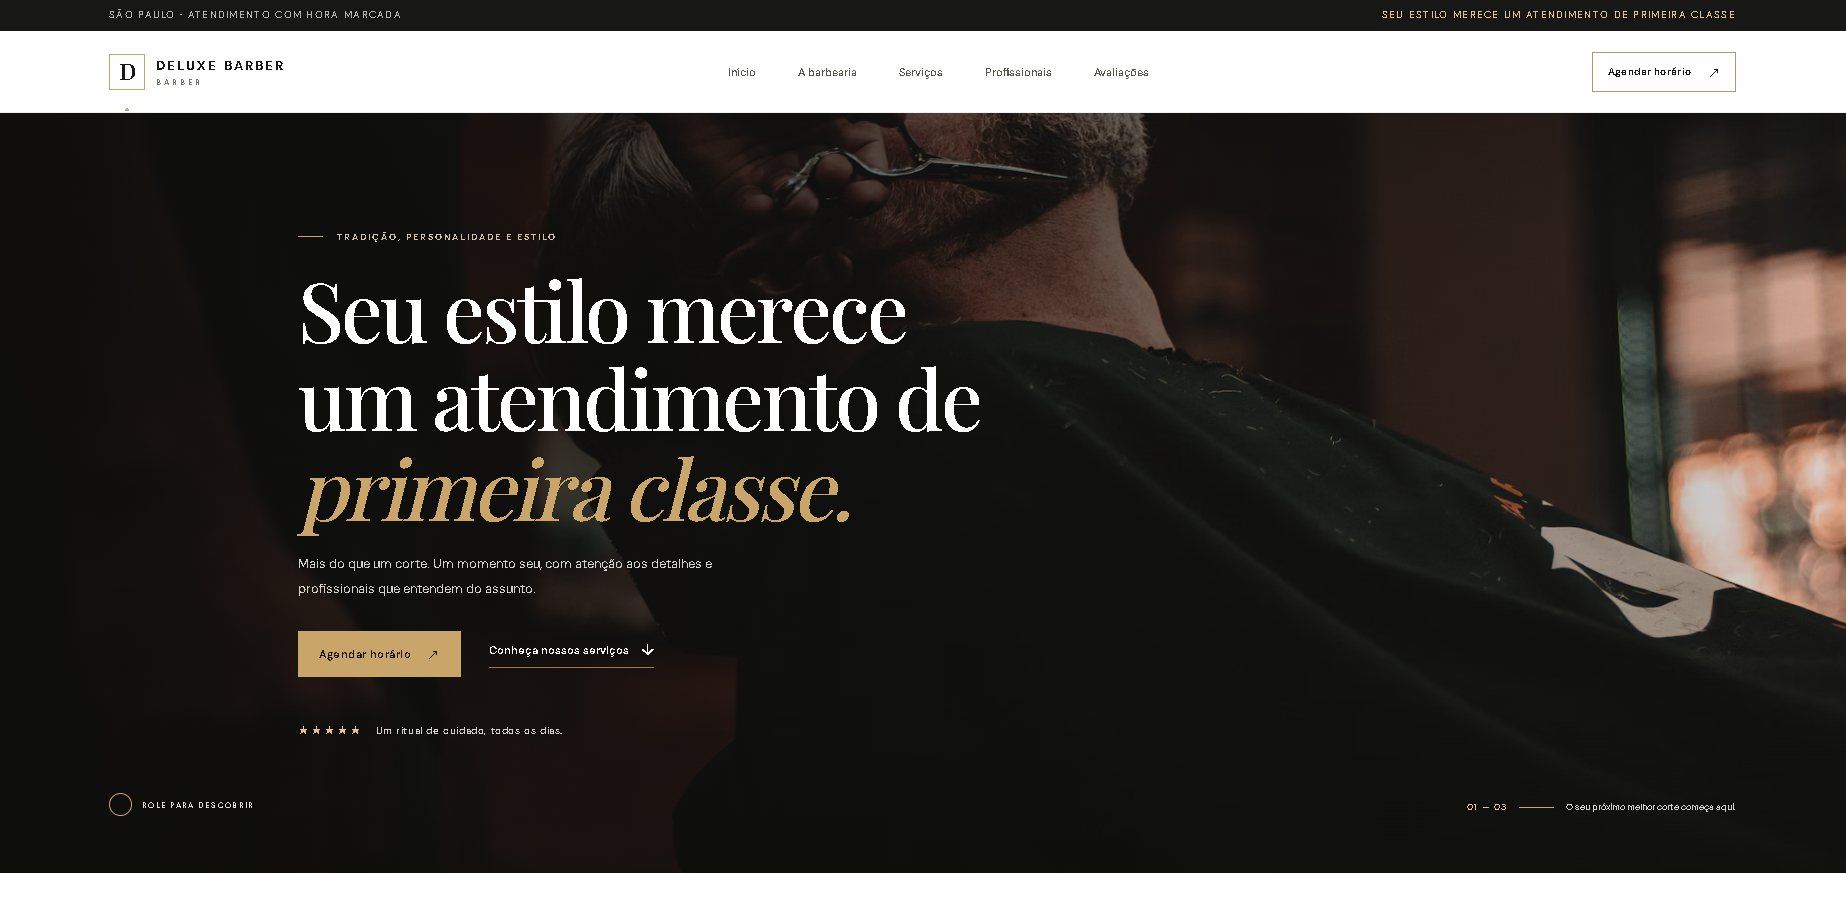 SÃO PAULO · ATENDIMENTO COM HORA MARCADA
SEU ESTILO MERECE UM ATENDIMENTO DE PRIMEIRA CLASSE
D
DELUXE BARBER
BARBER
Início
A barbearia
Serviços
Profissionais
Avaliações
Agendar horário ↗
TRADIÇÃO, PERSONALIDADE E ESTILO
Seu estilo merece
um atendimento de
primeira classe.
Mais do que um corte. Um momento seu, com atenção aos detalhes e
profissionais que entendem do assunto.
Agendar horário ↗
Conheça nossos serviços ↓
★★★★★ Um ritual de cuidado, todos os dias.
ROLE PARA DESCOBRIR
01 — 03
O seu próximo melhor corte começa aqui.